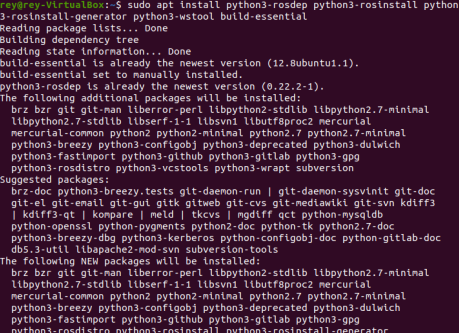 rey@rey-VirtualBox:~$ sudo apt install python3-rosdep python3-rosinstall python
3-rosinstall-generator python3-wstool build-essential
Reading package lists... Done
Building dependency tree
Reading state information... Done
build-essential is already the newest version (12.8ubuntu1.1).
build-essential set to manually installed.
python3-rosdep is already the newest version (0.22.2-1).
The following additional packages will be installed:
brz bzr git git-man liberror-perl libpython2-stdlib libpython2.7-minimal
libpython2.7-stdlib libserf-1-1 libsvn1 libutf8proc2 mercurial
mercurial-common python2 python2-minimal python2.7 python2.7-minimal
python3-breezy python3-configobj python3-deprecated python3-dulwich
python3-fastimport python3-github python3-gitlab python3-gpg
python3-rosdistro python3-vcstools python3-wrapt subversion
Suggested packages:
brz-doc python3-breezy.tests git-daemon-run | git-daemon-sysvinit git-doc
git-el git-email git-gui gitk gitweb git-cvs git-mediawiki git-svn kdiff3
| kdiff3-qt | kompare | meld | tkcvs | mgdiff qct python-mysqldb
python-openssl python-pygments python2-doc python-tk python2.7-doc
python3-breezy-dbg python3-kerberos python-configobj-doc python-gitlab-doc
db5.3-util libapache2-mod-svn subversion-tools
The following NEW packages will be installed:
brz bzr git git-man liberror-perl libpython2-stdlib libpython2.7-minimal
libpython2.7-stdlib libserf-1-1 libsvn1 libutf8proc2 mercurial
mercurial-common python2 python2-minimal python2.7 python2.7-minimal
python3-breezy python3-configobj python3-deprecated python3-dulwich
python3-fastimport python3-github python3-gitlab python3-gpg
python3-rosdistro python3-rosinstall python3-rosinstall-generator